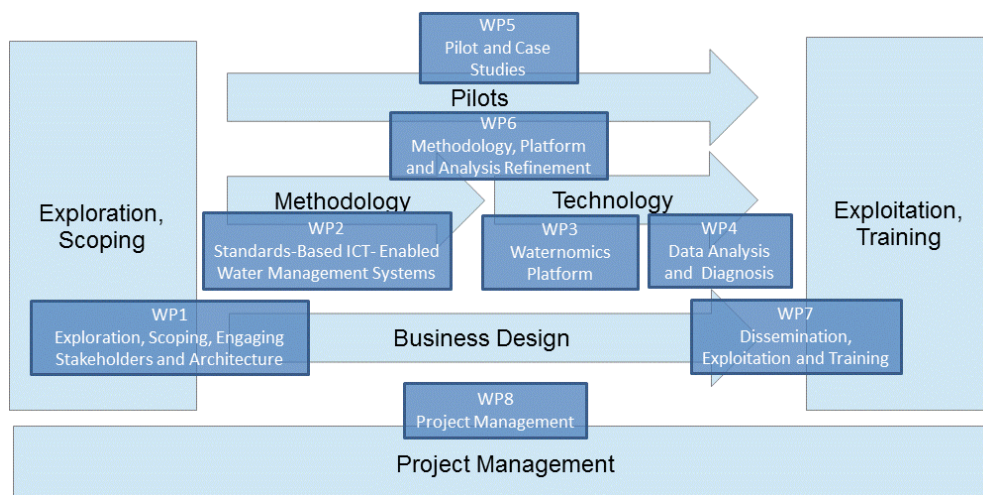 WP5
Pilot and Case
Studies
Pilots
WP6
Methodology, Platform
and Analysis Refinement
Exploration,
Scoping
Methodology
Technology
Exploitation,
Training
WP2
Standards-Based ICT- Enabled
Water Management Systems
WP3
Waternomics
Platform
WP4
Data Analysis
and Diagnosis
WP1
Exploration, Scoping, Engaging
Stakeholders and Architecture
Business Design
WP7
Dissemination,
Exploitation and Training
WP8
Project Management
Project Management